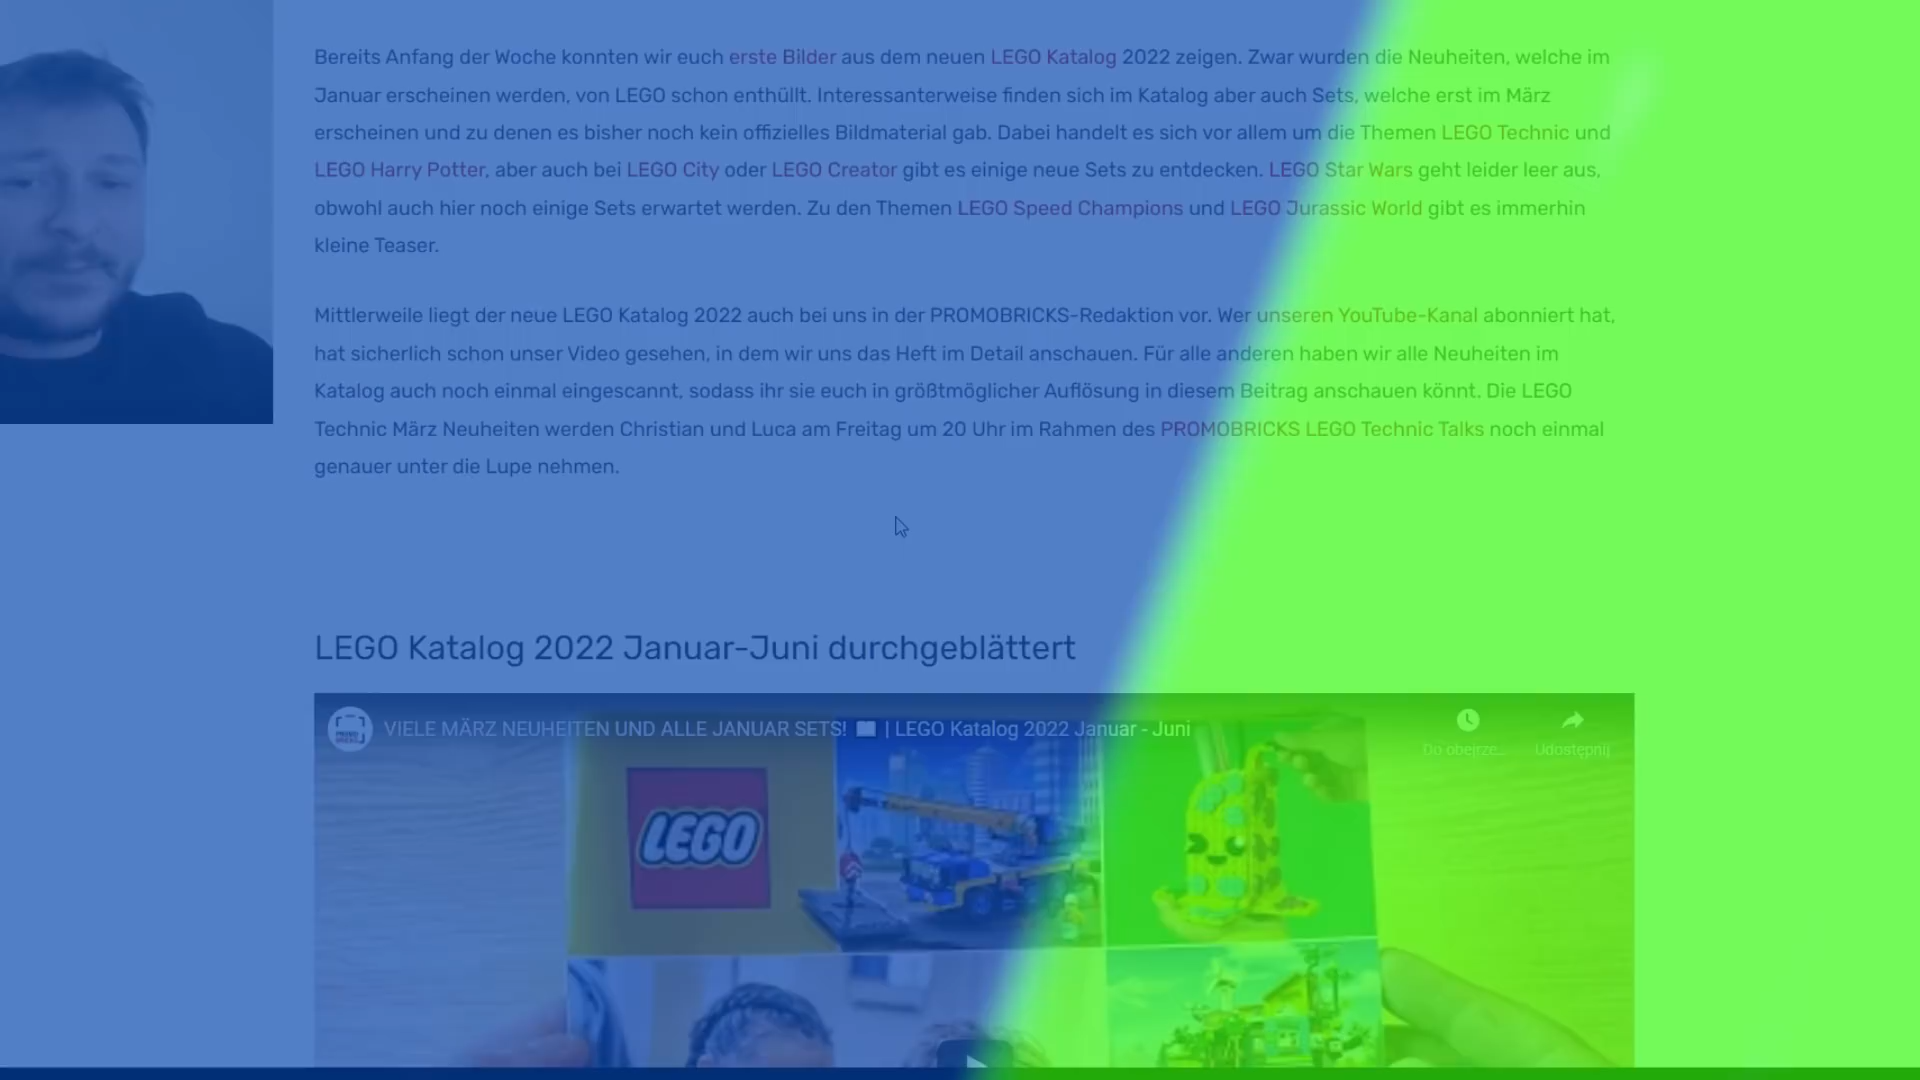 Bereits Anfang der Woche konnten wir euch erste Bilder aus dem neuen LEGO Katalog 2022 zeigen. Zwar wurden die Neuheiten, welche im
Januar erscheinen werden, von LEGO schon enthüllt. Interessanterweise finden sich im Katalog aber auch Sets, welche erst im März
erscheinen und zu denen es bisher noch kein offizielles Bildmaterial gab. Dabei handelt es sich vor allem um die Themen LEGO Technic und
LEGO Harry Potter, aber auch bei LEGO City oder LEGO Creator gibt es einige neue Sets zu entdecken. LEGO Star Wars geht leider leer aus,
obwohl auch hier noch einige Sets erwartet werden. Zu den Themen LEGO Speed Champions und LEGO Jurassic World gibt es immerhin
kleine Teaser.
Mittlerweile liegt der neue LEGO Katalog 2022 auch bei uns in der PROMOBRICKS-Redaktion vor. Wer unseren YouTube-Kanal abonniert hat,
hat sicherlich schon unser Video gesehen, in dem wir uns das Heft im Detail anschauen. Für alle anderen haben wir alle Neuheiten im
Katalog auch noch einmal eingescannt, sodass ihr sie euch in größtmöglicher Auflösung in diesem Beitrag anschauen könnt. Die LEGO
Technic März Neuheiten werden Christian und Luca am Freitag um 20 Uhr im Rahmen des PROMOBRICKS LEGO Technic Talks noch einmal
genauer unter die Lupe nehmen.
LEGO Katalog 2022 Januar-Juni durchgeblättert
PROMO BRICKS
VIELE MÄRZ NEUHEITEN UND ALLE JANUAR SETS! 📖 | LEGO Katalog 2022 Januar - Juni
Do obejrze...
Udostępnij
LEGO